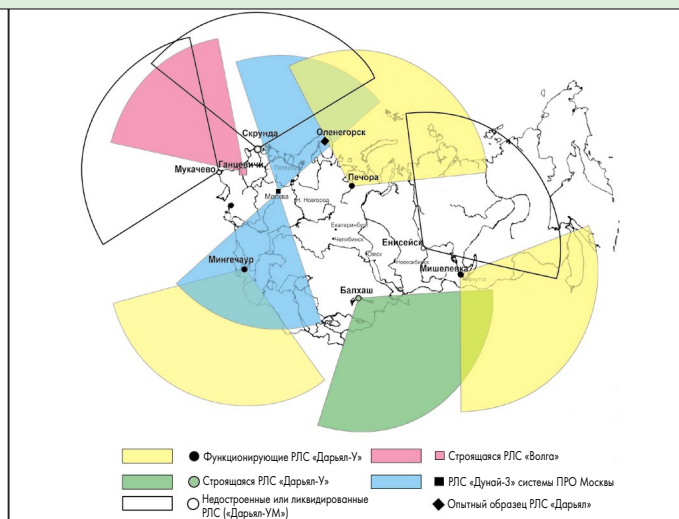 Скрунда
Оленегорск
Мукачево
Ганцевичи
Печора
Москва
Н. Новгород
Екатеринбург
Челябинск
Енисейск
Омск
Новосибирск
Мингечаур
Мишелевка
Иркутск
Балхаш
Функционирующие РЛС «Дарьял-У»
Строящаяся РЛС «Волга»
Строящаяся РЛС «Дарьял-У»
РЛС «Дунай-3» системы ПРО Москвы
Недостроенные или ликвидированные
РЛС («Дарьял-УМ»)
Опытный образец РЛС «Дарьял»